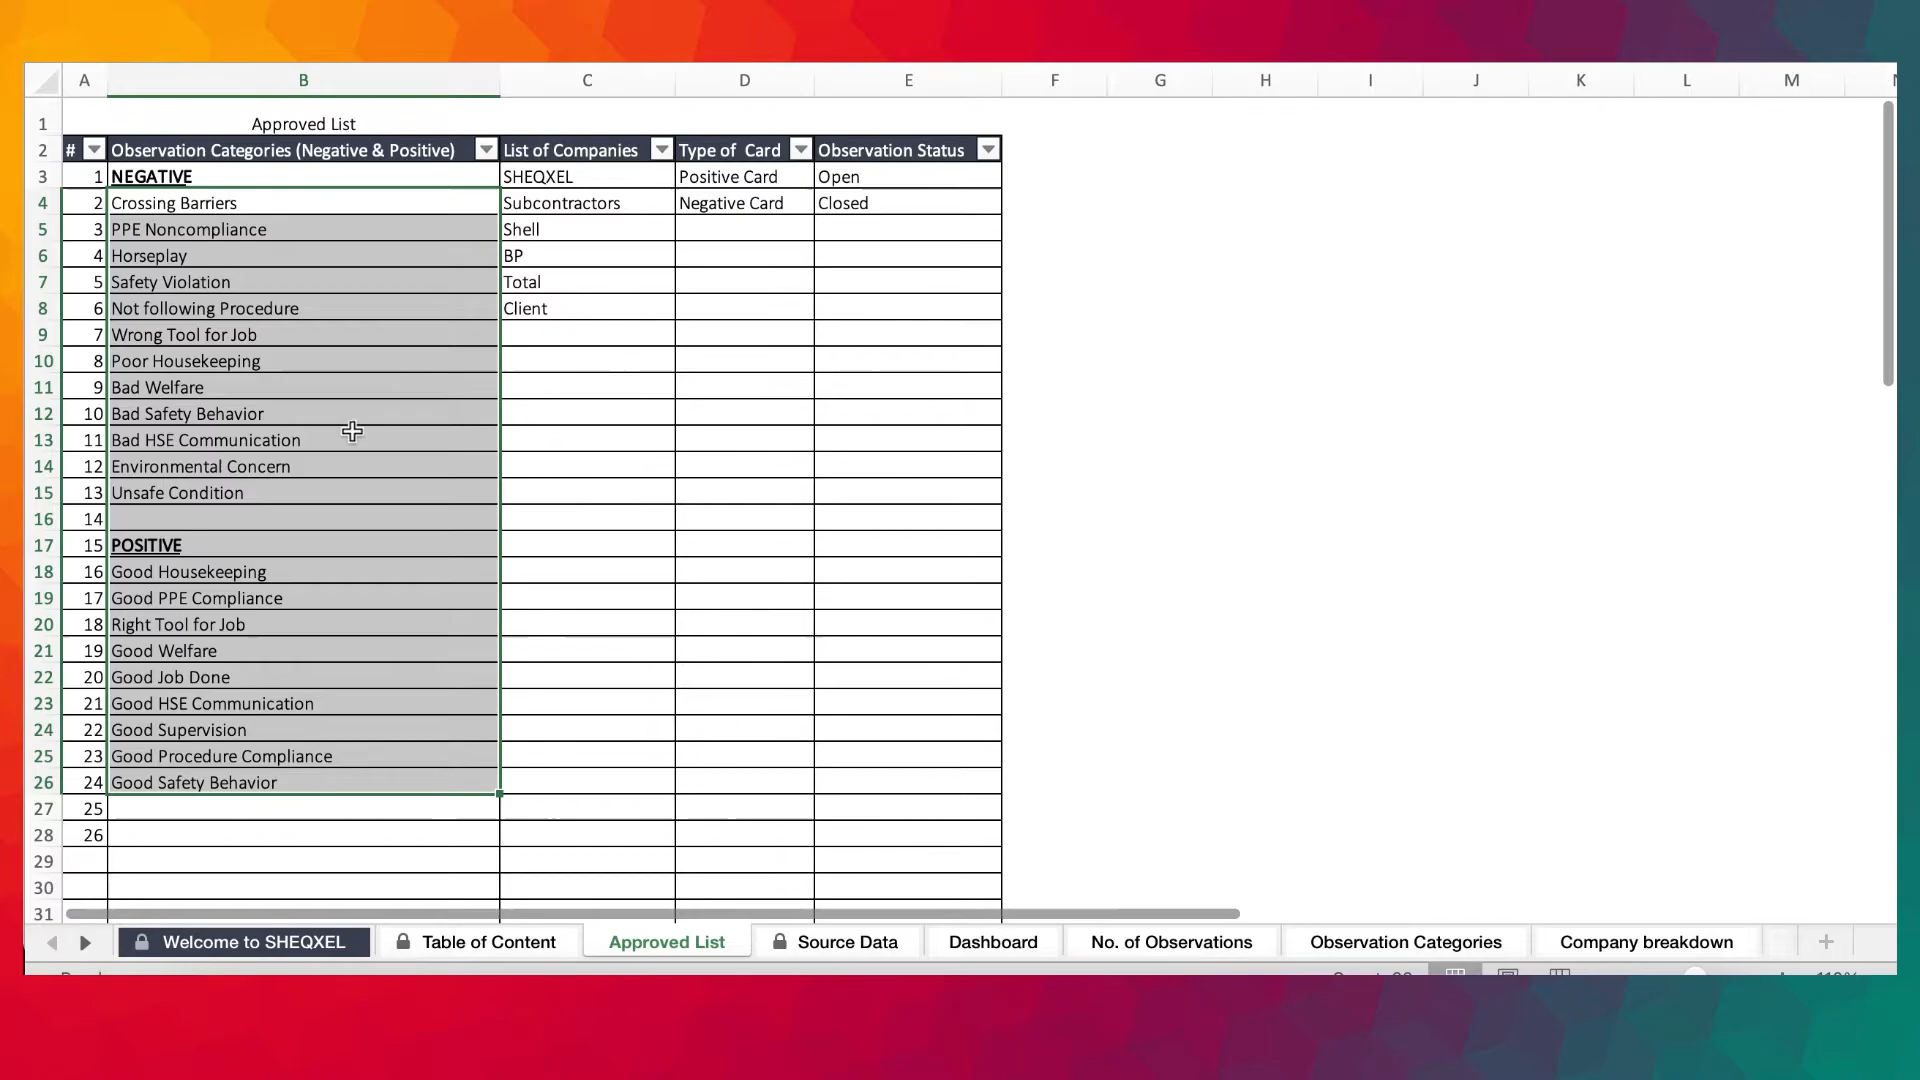 A B C D E F G H I J K L M
1 Approved List
2 # Observation Categories (Negative & Positive) List of Companies Type of Card Observation Status
3 1 NEGATIVE SHEQXEL Positive Card Open
4 2 Crossing Barriers Subcontractors Negative Card Closed
5 3 PPE Noncompliance Shell
6 4 Horseplay BP
7 5 Safety Violation Total
8 6 Not following Procedure Client
9 7 Wrong Tool for Job
10 8 Poor Housekeeping
11 9 Bad Welfare
12 10 Bad Safety Behavior
13 11 Bad HSE Communication
14 12 Environmental Concern
15 13 Unsafe Condition
16 14
17 15 POSITIVE
18 16 Good Housekeeping
19 17 Good PPE Compliance
20 18 Right Tool for Job
21 19 Good Welfare
22 20 Good Job Done
23 21 Good HSE Communication
24 22 Good Supervision
25 23 Good Procedure Compliance
26 24 Good Safety Behavior
27 25
28 26
29
30
31
Welcome to SHEQXEL Table of Content Approved List Source Data Dashboard No. of Observations Observation Categories Company breakdown